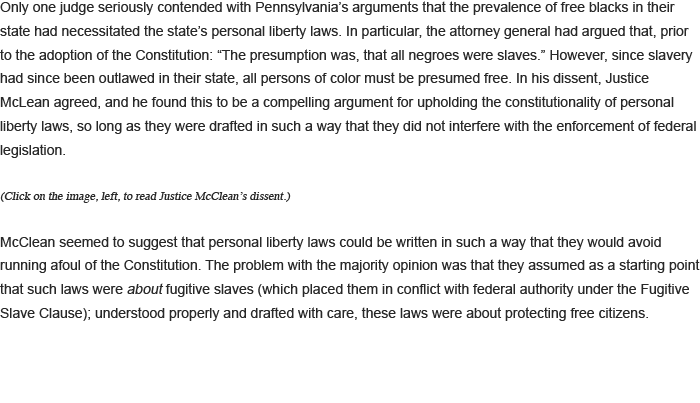 Only one judge seriously contended with Pennsylvania’s arguments that the prevalence of free blacks in their
state had necessitated the state’s personal liberty laws. In particular, the attorney general had argued that, prior
to the adoption of the Constitution: “The presumption was, that all negroes were slaves.” However, since slavery
had since been outlawed in their state, all persons of color must be presumed free. In his dissent, Justice
McLean agreed, and he found this to be a compelling argument for upholding the constitutionality of personal
liberty laws, so long as they were drafted in such a way that they did not interfere with the enforcement of federal
legislation.
(Click on the image, left, to read Justice McClean’s dissent.)
McClean seemed to suggest that personal liberty laws could be written in such a way that they would avoid
running afoul of the Constitution. The problem with the majority opinion was that they assumed as a starting point
that such laws were about fugitive slaves (which placed them in conflict with federal authority under the Fugitive
Slave Clause); understood properly and drafted with care, these laws were about protecting free citizens.